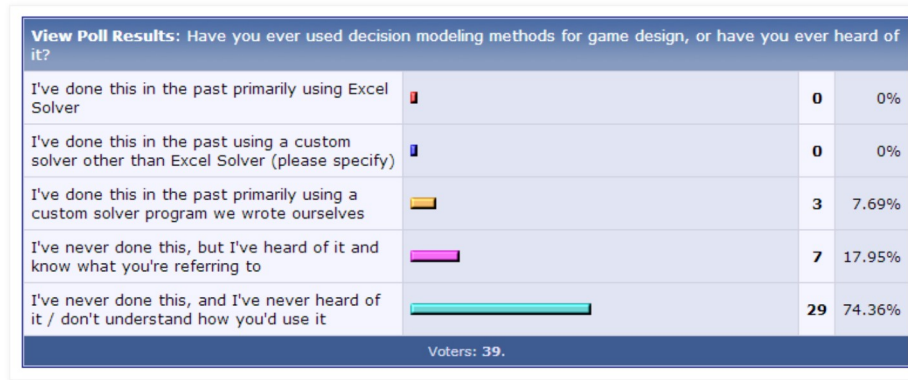 View Poll Results: Have you ever used decision modeling methods for game design, or have you ever heard of
it?
I've done this in the past primarily using Excel
Solver
0 0%
I've done this in the past using a custom
solver other than Excel Solver (please specify)
0 0%
I've done this in the past primarily using a
custom solver program we wrote ourselves
3 7.69%
I've never done this, but I've heard of it and
know what you're referring to
7 17.95%
I've never done this, and I've never heard of
it / don't understand how you'd use it
29 74.36%
Voters: 39.